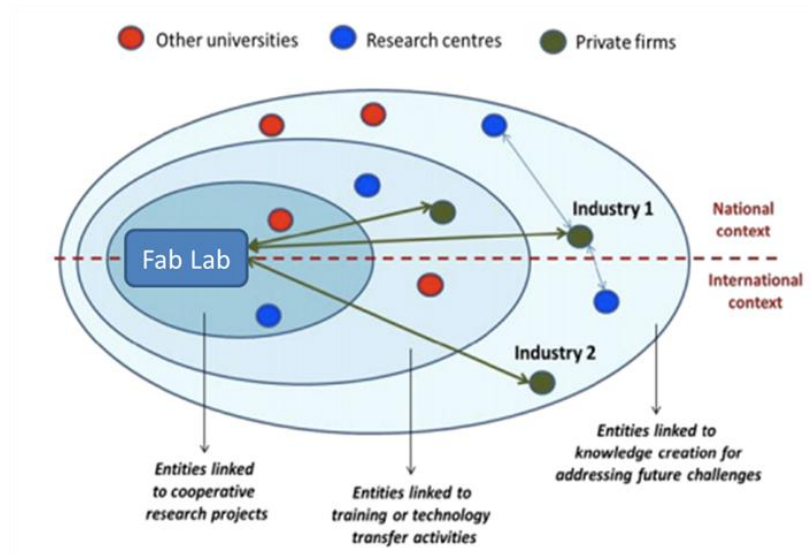 Other universities
Research centres
Private firms
Industry 1
National
context
Fab Lab
International
context
Industry 2
Entities linked
to cooperative
research projects
Entities linked to
training or technology
transfer activities
Entities linked to
knowledge creation for
addressing future challenges